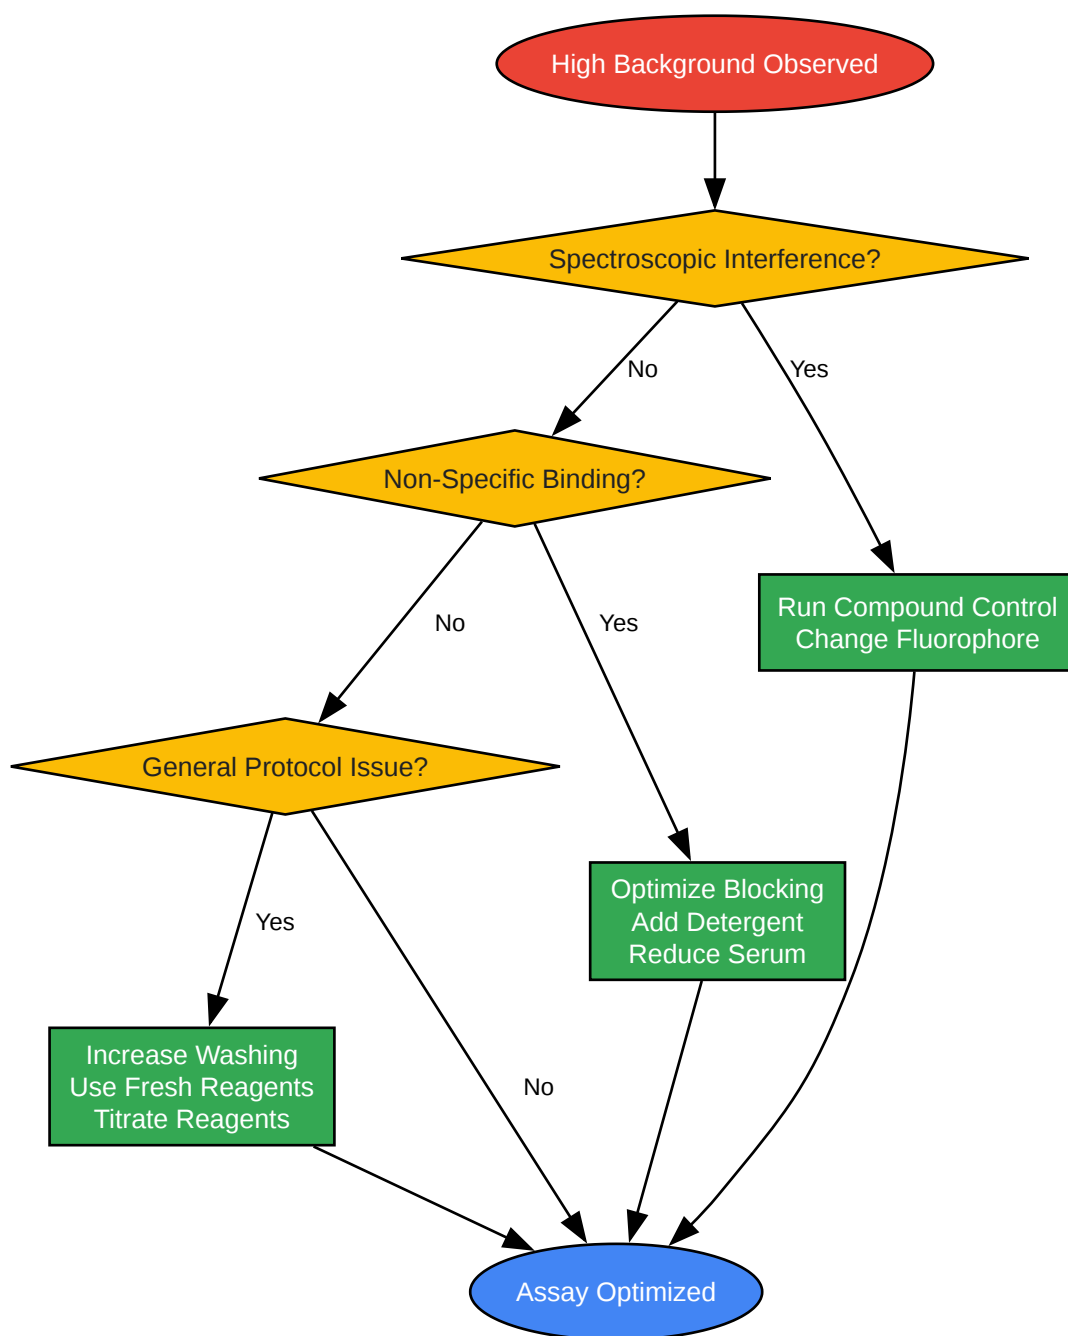 High Background Observed
Spectroscopic Interference?
No
Yes
Non-Specific Binding?
Run Compound Control
Change Fluorophore
No
Yes
General Protocol Issue?
Optimize Blocking
Add Detergent
Reduce Serum
Yes
Increase Washing
Use Fresh Reagents
Titrate Reagents
No
Assay Optimized